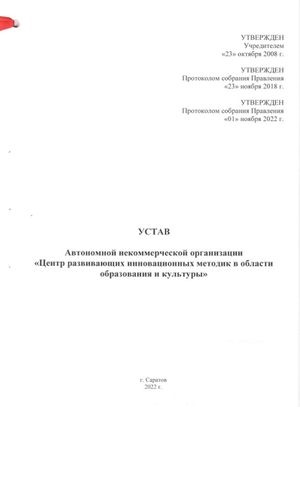 УТВЕРЖДЕН
Учредителем
«23» октября 2008 г.
УТВЕРЖДЕН
Протоколом собрания Правления
«23» ноября 2018 г.
УТВЕРЖДЕН
Протоколом собрания Правления
«01» ноября 2022 г.
УСТАВ
Автономной некоммерческой организации
«Центр развивающих инновационных методик в области
образования и культуры»
г. Саратов
2022 г.